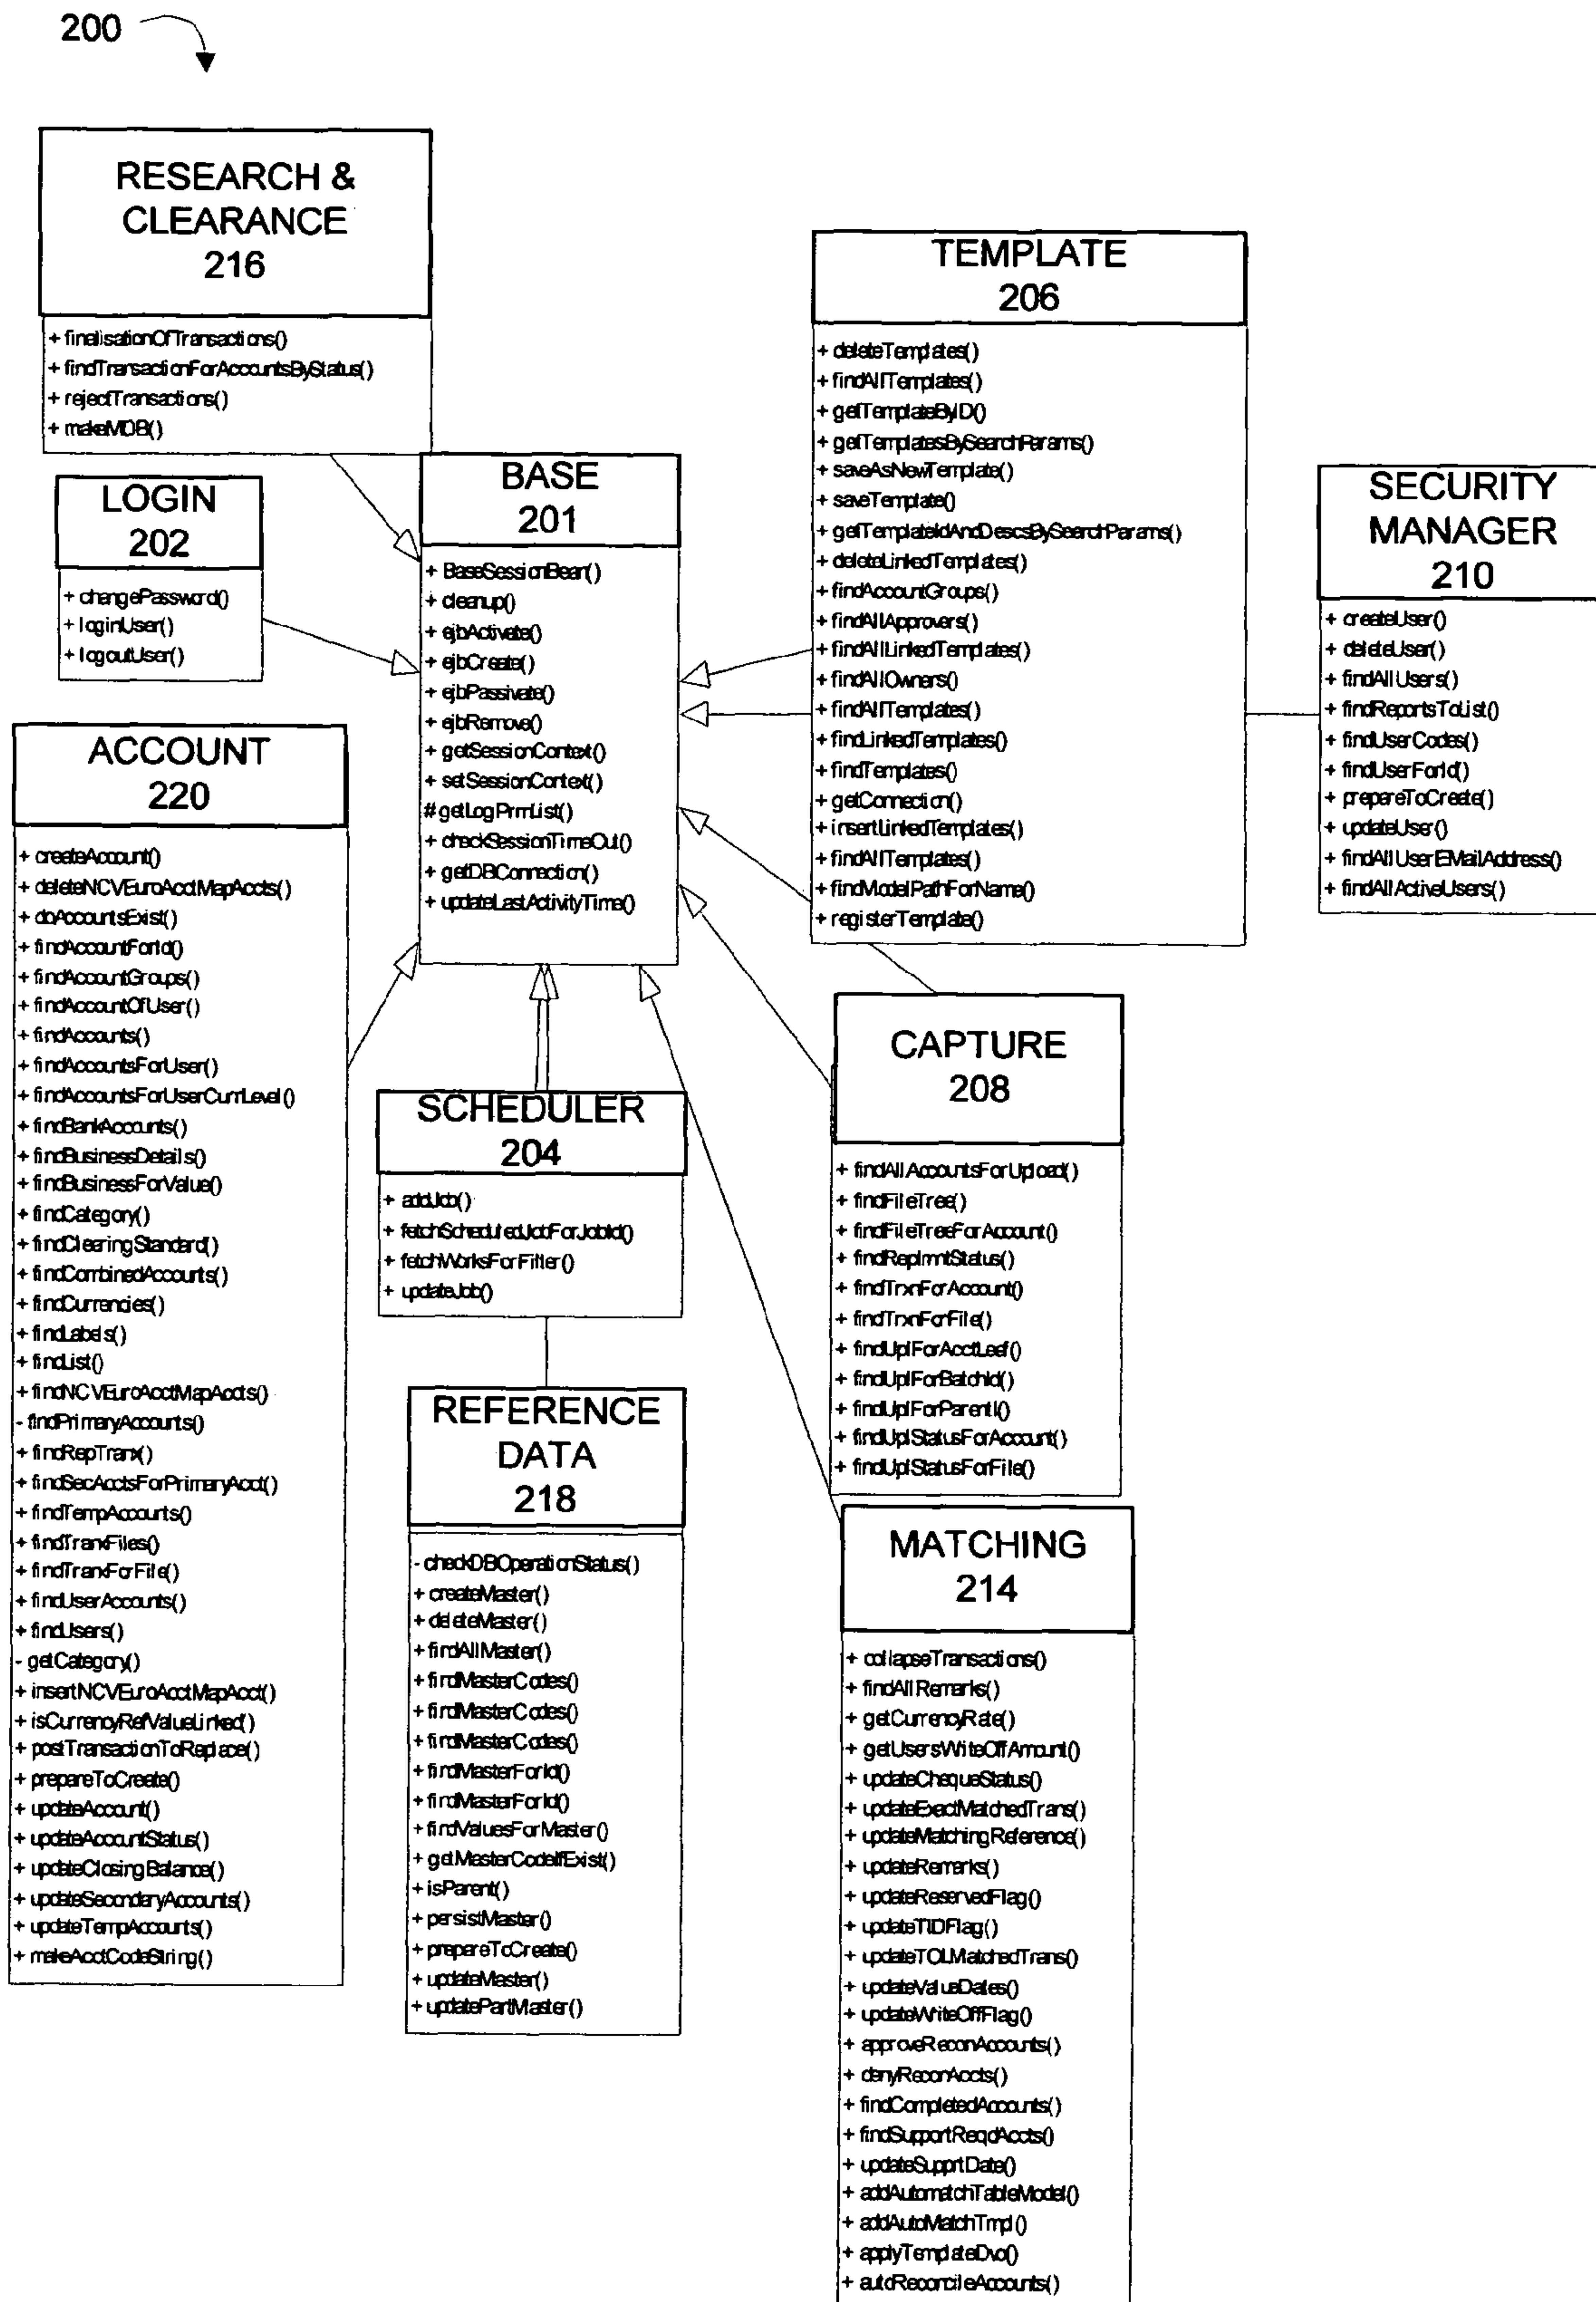 200
RESEARCH &
CLEARANCE
216
+ finalisationOfTransactions()
+ findTransactionForAccountsByStatus()
+ rejectTransactions()
+ makeMDB()
LOGIN
202
+ changePassword()
+ loginUser()
+ logoutUser()
BASE
201
+ BaseSessionBean()
+ cleanup()
+ ejbActivate()
+ ejbCreate()
+ ejbPassivate()
+ ejbRemove()
+ getSessionContext()
+ setSessionContext()
# getLogPrmList()
+ checkSessionTimeOut()
+ getDBConnection()
+ updateLastActivityTime()
TEMPLATE
206
+ deleteTemplates()
+ findAllTemplates()
+ getTemplateByID()
+ getTemplatesBySearchParams()
+ saveAsNewTemplate()
+ saveTemplate()
+ getTemplateIdAndDescsBySearchParams()
+ deleteLinkedTemplates()
+ findAccountGroups()
+ findAllApprovers()
+ findAllLinkedTemplates()
+ findAllOwners()
+ findAllTemplates()
+ findLinkedTemplates()
+ findTemplates()
+ getConnection()
+ insertLinkedTemplates()
+ findAllTemplates()
+ findModelPathForName()
+ registerTemplate()
SECURITY
MANAGER
210
+ createUser()
+ deleteUser()
+ findAllUsers()
+ findReportsToList()
+ findUserCodes()
+ findUserForId()
+ prepareToCreate()
+ updateUser()
+ findAllUserEMailAddress()
+ findAllActiveUsers()
ACCOUNT
220
+ createAccount()
+ deleteNCVEuroAcctMapAccts()
+ doAccountsExist()
+ findAccountForId()
+ findAccountGroups()
+ findAccountOfUser()
+ findAccounts()
+ findAccountsForUser()
+ findAccountsForUserCurrLevel()
+ findBankAccounts()
+ findBusinessDetails()
+ findBusinessForValue()
+ findCategory()
+ findClearingStandard()
+ findCombinedAccounts()
+ findCurrencies()
+ findLabels()
+ findList()
+ findNCVEuroAcctMapAccts()
- findPrimaryAccounts()
+ findRepTranx()
+ findSecAcctsForPrimaryAcct()
+ findTempAccounts()
+ findTranxFiles()
+ findTranxForFile()
+ findUserAccounts()
+ findUsers()
- getCategory()
+ insertNCVEuroAcctMapAcct()
+ isCurrencyRefValueLinked()
+ postTransactionToReplace()
+ prepareToCreate()
+ updateAccount()
+ updateAccountStatus()
+ updateClosingBalance()
+ updateSecondaryAccounts()
+ updateTempAccounts()
+ makeAcctCodeString()
SCHEDULER
204
+ addJob()
+ fetchScheduledJobForJobId()
+ fetchWorksForFilter()
+ updateJob()
REFERENCE
DATA
218
- checkDBOperationStatus()
+ createMaster()
+ deleteMaster()
+ findAllMaster()
+ findMasterCodes()
+ findMasterCodes()
+ findMasterCodes()
+ findMasterForId()
+ findMasterForId()
+ findValuesForMaster()
+ getMasterCodeIfExist()
+ isParent()
+ persistMaster()
+ prepareToCreate()
+ updateMaster()
+ updatePartMaster()
CAPTURE
208
+ findAllAccountsForUpload()
+ findFileTree()
+ findFileTreeForAccount()
+ findReplmntStatus()
+ findTrxnForAccount()
+ findTrxnForFile()
+ findUplForAcctLeef()
+ findUplForBatchId()
+ findUplForParentI()
+ findUplStatusForAccount()
+ findUplStatusForFile()
MATCHING
214
+ collapseTransactions()
+ findAllRemarks()
+ getCurrencyRate()
+ getUsersWriteOffAmount()
+ updateChequeStatus()
+ updateExectMatchedTrans()
+ updateMatchingReference()
+ updateRemarks()
+ updateReservedFlag()
+ updateTIDFlag()
+ updateTOLMatchedTrans()
+ updateValueDates()
+ updateWriteOffFlag()
+ approveReconAccounts()
+ denyReconAccts()
+ findCompletedAccounts()
+ findSupportReqdAccts()
+ updateSupprtDate()
+ addAutomatchTableModel()
+ addAutoMatchTmpl()
+ applyTemplateDvo()
+ autoReconcileAccounts()